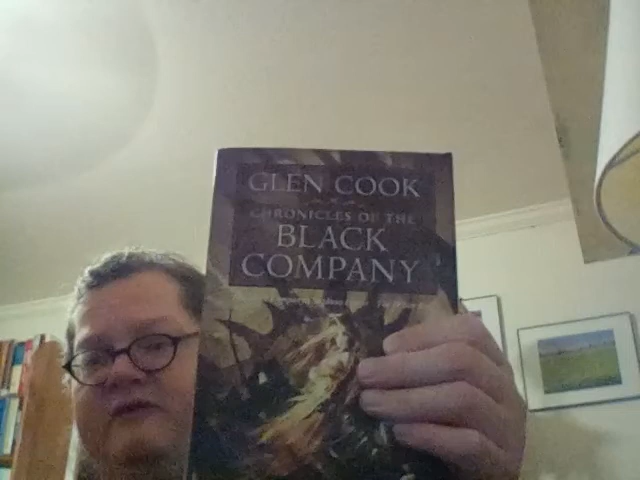 GLEN COOK
CHRONICLES OF THE
BLACK
COMPANY